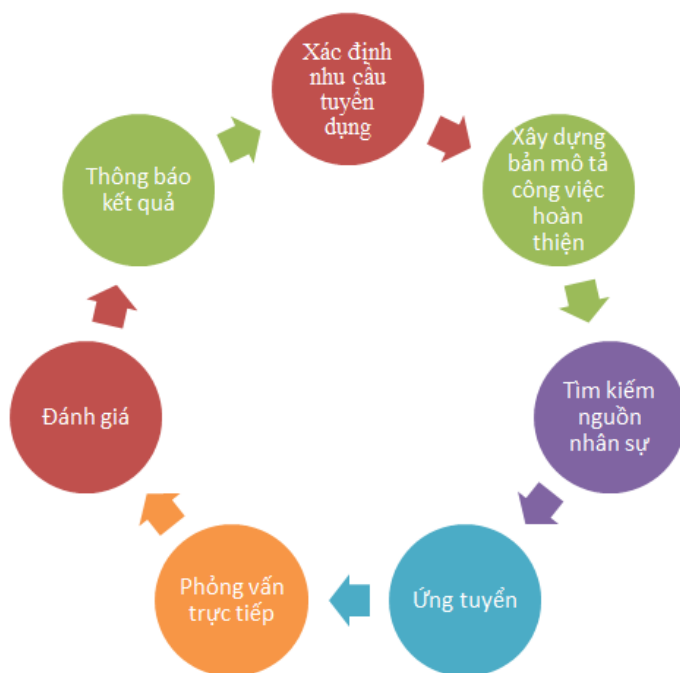 Xác định
nhu cầu
tuyển
dụng
Xây dựng
bản mô tả
công việc
hoàn
thiện
Tìm kiếm
nguồn
nhân sự
Ứng tuyển
Phỏng vấn
trực tiếp
Đánh giá
Thông báo
kết quả